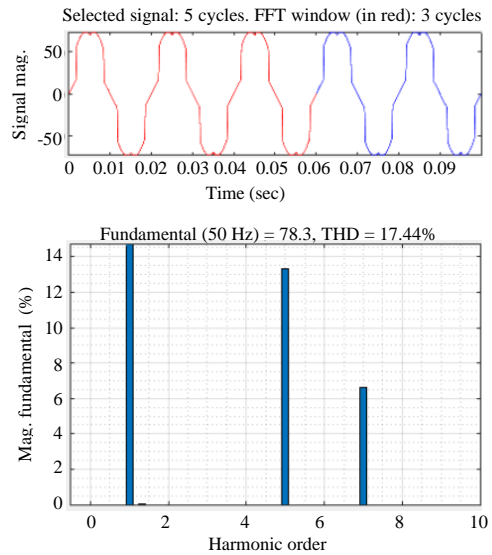 Selected signal: 5 cycles. FFT window (in red): 3 cycles
50
0
-50
Signal mag.
0 0.01 0.02 0.03 0.04 0.05 0.06 0.07 0.08 0.09
Time (sec)
Fundamental (50 Hz) = 78.3, THD = 17.44%
14
12
10
8
6
4
2
0
Mag. fundamental (%)
0 2 4 6 8 10
Harmonic order